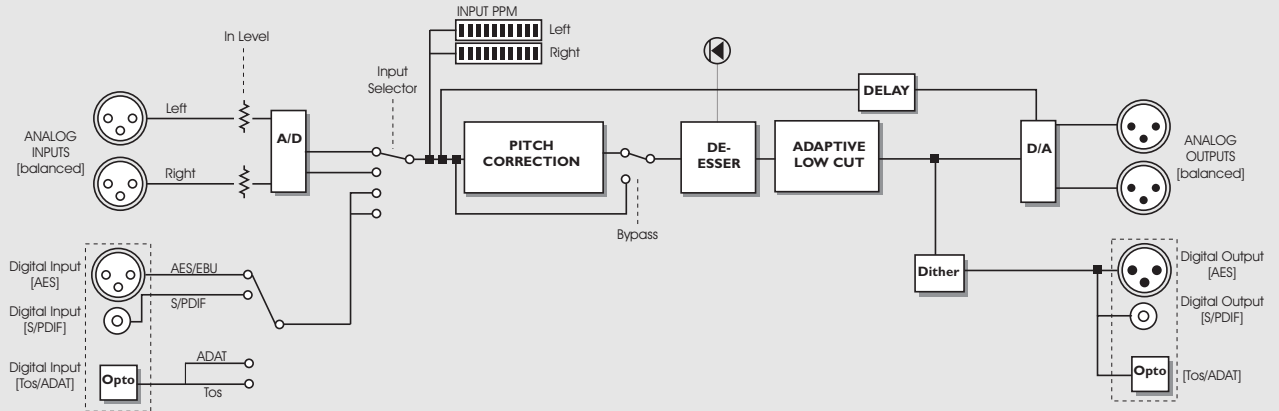 INPUT PPM
Left
Right
In Level
Input
Selector
Left
A/D
ANALOG
INPUTS
[balanced]
Right
PITCH
CORRECTION
Bypass
DE-
ESSER
ADAPTIVE
LOW CUT
DELAY
D/A
ANALOG
OUTPUTS
[balanced]
Digital Input
[AES]
AES/EBU
Digital Input
[S/PDIF]
S/PDIF
Digital Input
[Tos/ADAT]
Opto
ADAT
Tos
Dither
Digital Output
[AES]
Digital Output
[S/PDIF]
Opto
[Tos/ADAT]